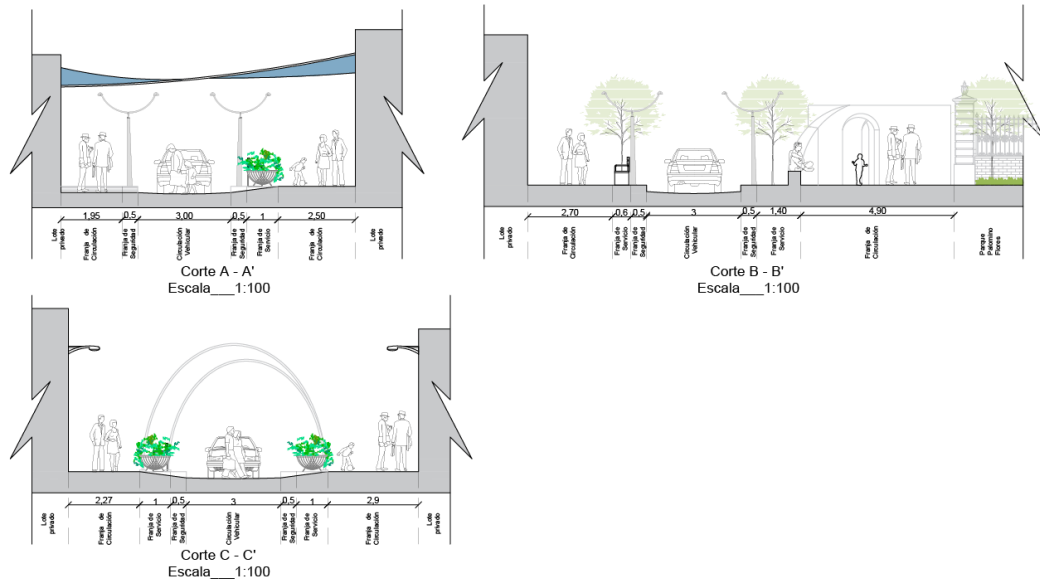 1,95 0,5 3,00 0,5 1 2,50
Lote
privado
Franja de
Circulación
Franja de
Seguridad
Circulación
Vehicular
Franja de
Seguridad
Franja de
Servicio
Franja de
Circulación
Lote
privado
Corte A - A'
Escala___1:100
2,70 0,6 0,5 3 0,5 1,40 4,90
Lote
privado
Franja de
Circulación
Franja de
Servicio
Franja de
Seguridad
Circulación
Vehicular
Franja de
Seguridad
Franja de
Servicio
Franja de
Circulación
Parque
Palomino
Flores
Corte B - B'
Escala___1:100
2,27 1 0,5 3 0,5 1 2,9
Lote
privado
Franja de
Circulación
Franja de
Servicio
Franja de
Seguridad
Circulación
Vehicular
Franja de
Seguridad
Franja de
Servicio
Franja de
Circulación
Lote
privado
Corte C - C'
Escala___1:100